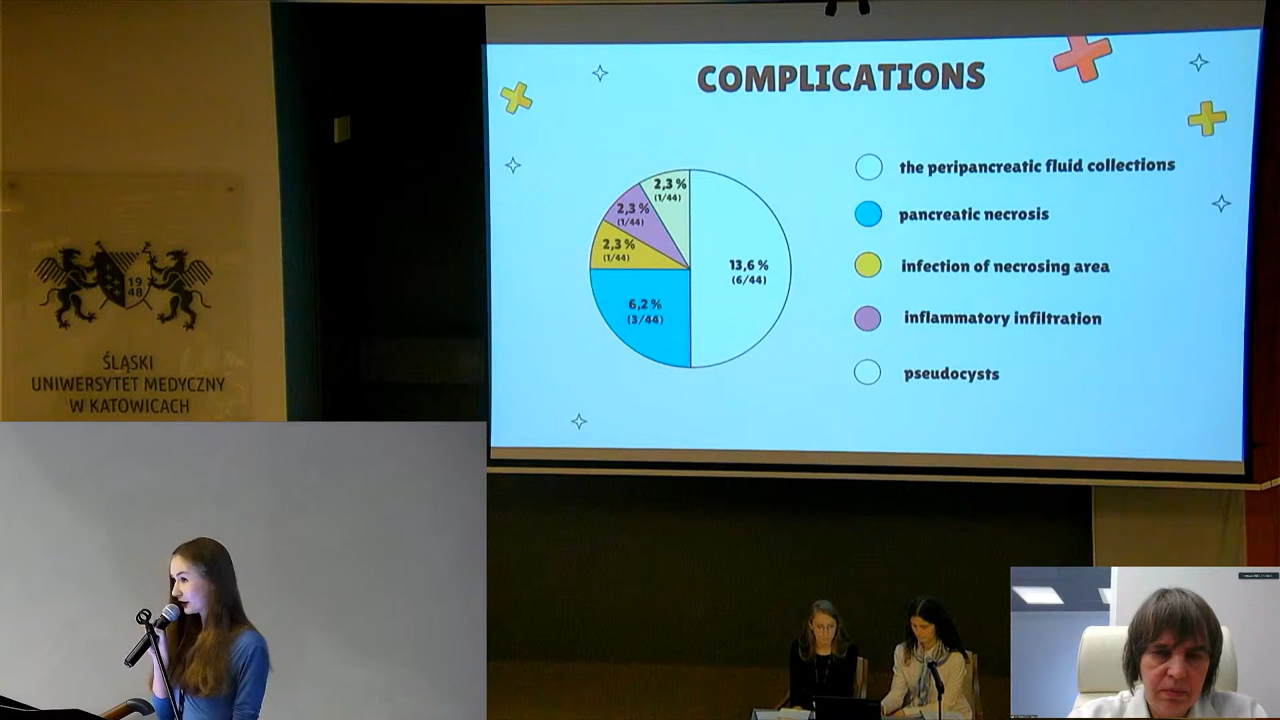 COMPLICATIONS
2,3 %
(1/44)
2,3 %
(1/44)
2,3 %
(1/44)
6,2 %
(3/44)
13,6 %
(6/44)
the peripancreatic fluid collections
pancreatic necrosis
infection of necrosing area
inflammatory infiltration
pseudocysts
19
48
ŚLĄSKI
UNIWERSYTET MEDYCZNY
W KATOWICACH